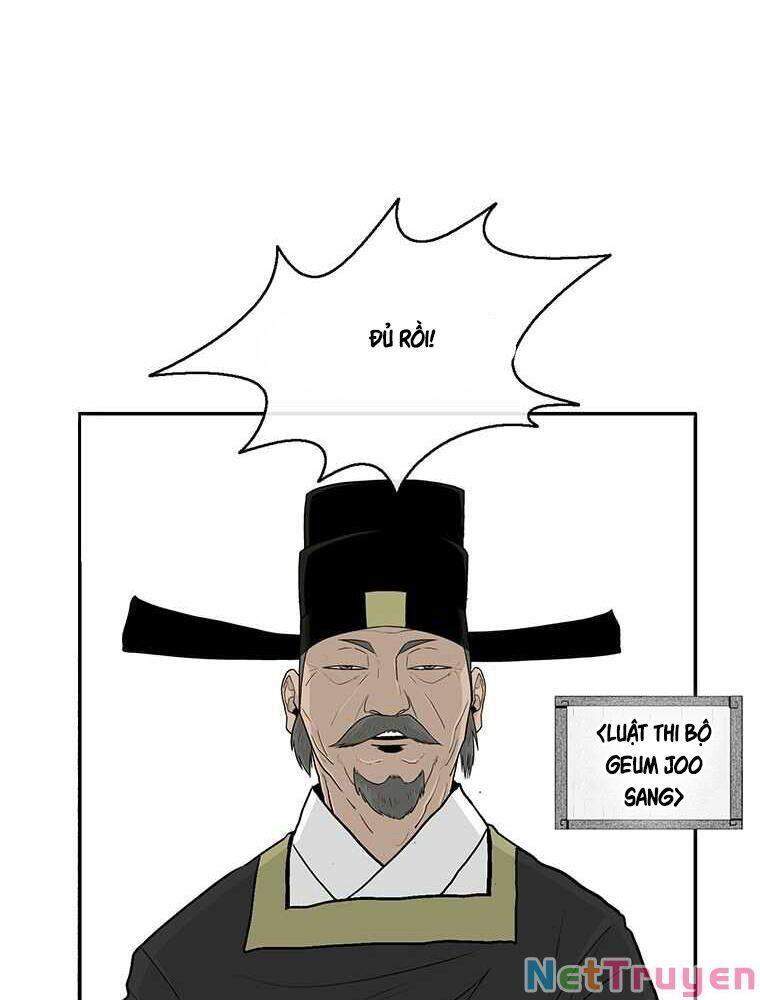 ĐỦ RỒI!
<LUẬT THI BỘ
GEUM JOO
SANG>
NetTruyen